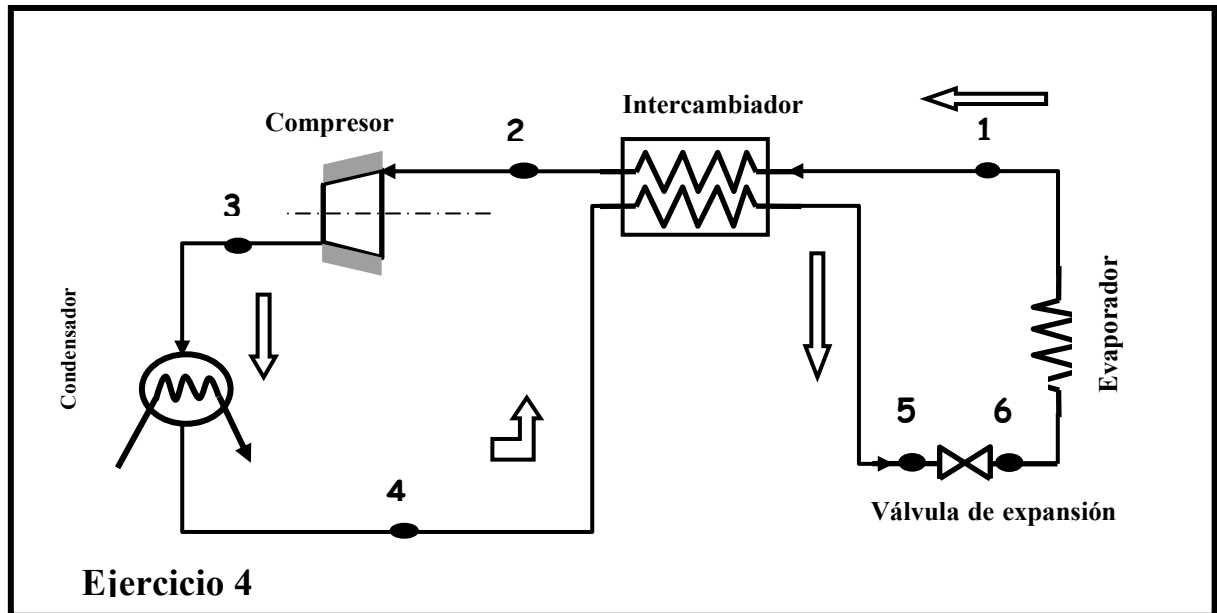 Intercambiador
Compresor
2
1
3
Condensador
Evaporador
5
6
4
Válvula de expansión
Ejercicio 4